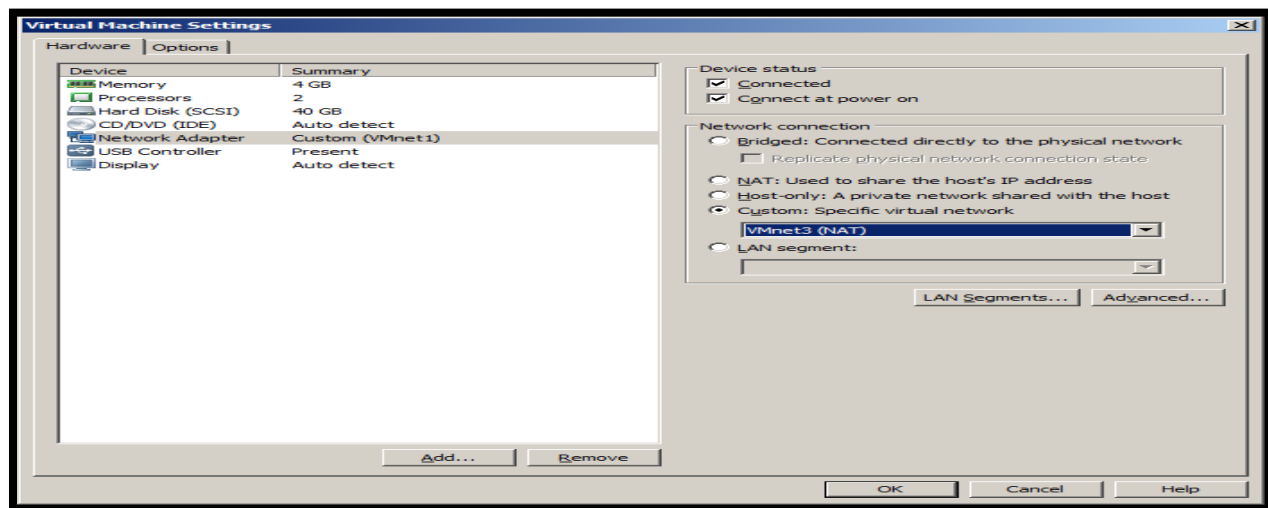 Virtual Machine Settings
Hardware Options
Device Summary
Memory 4 GB
Processors 2
Hard Disk (SCSI) 40 GB
CD/DVD (IDE) Auto detect
Network Adapter Custom (VMnet1)
USB Controller Present
Display Auto detect
Add... Remove
Device status
Connected
Connect at power on
Network connection
Bridged: Connected directly to the physical network
Replicate physical network connection state
NAT: Used to share the host's IP address
Host-only: A private network shared with the host
Custom: Specific virtual network
VMnet3 (NAT)
LAN segment:
LAN Segments... Advanced...
OK Cancel Help